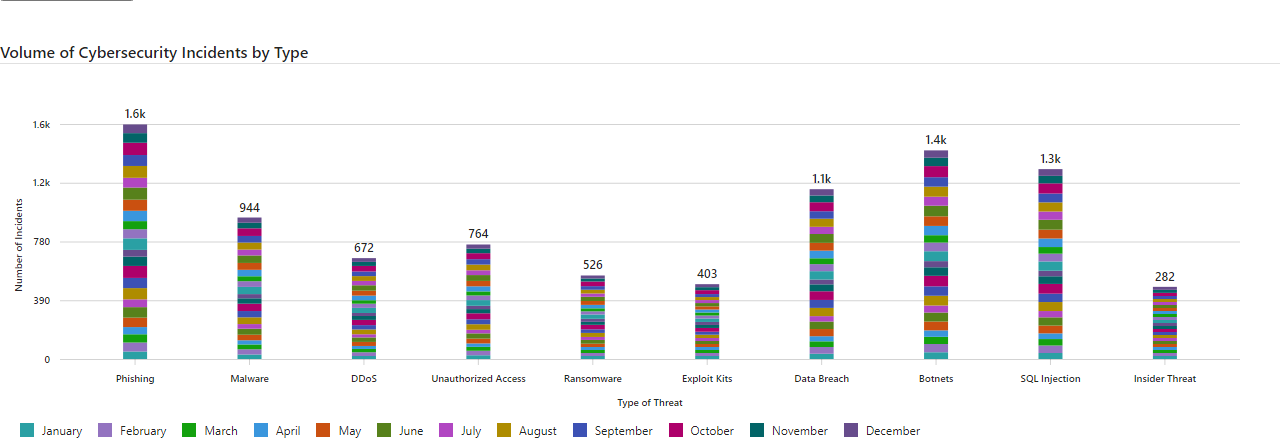 Volume of Cybersecurity Incidents by Type
Number of Incidents
1.6k
1.2k
780
390
0
1.6k
944
672
764
526
403
1.1k
1.4k
1.3k
282
Phishing
Malware
DDoS
Unauthorized Access
Ransomware
Exploit Kits
Data Breach
Botnets
SQL Injection
Insider Threat
Type of Threat
January February March April May June July August September October November December